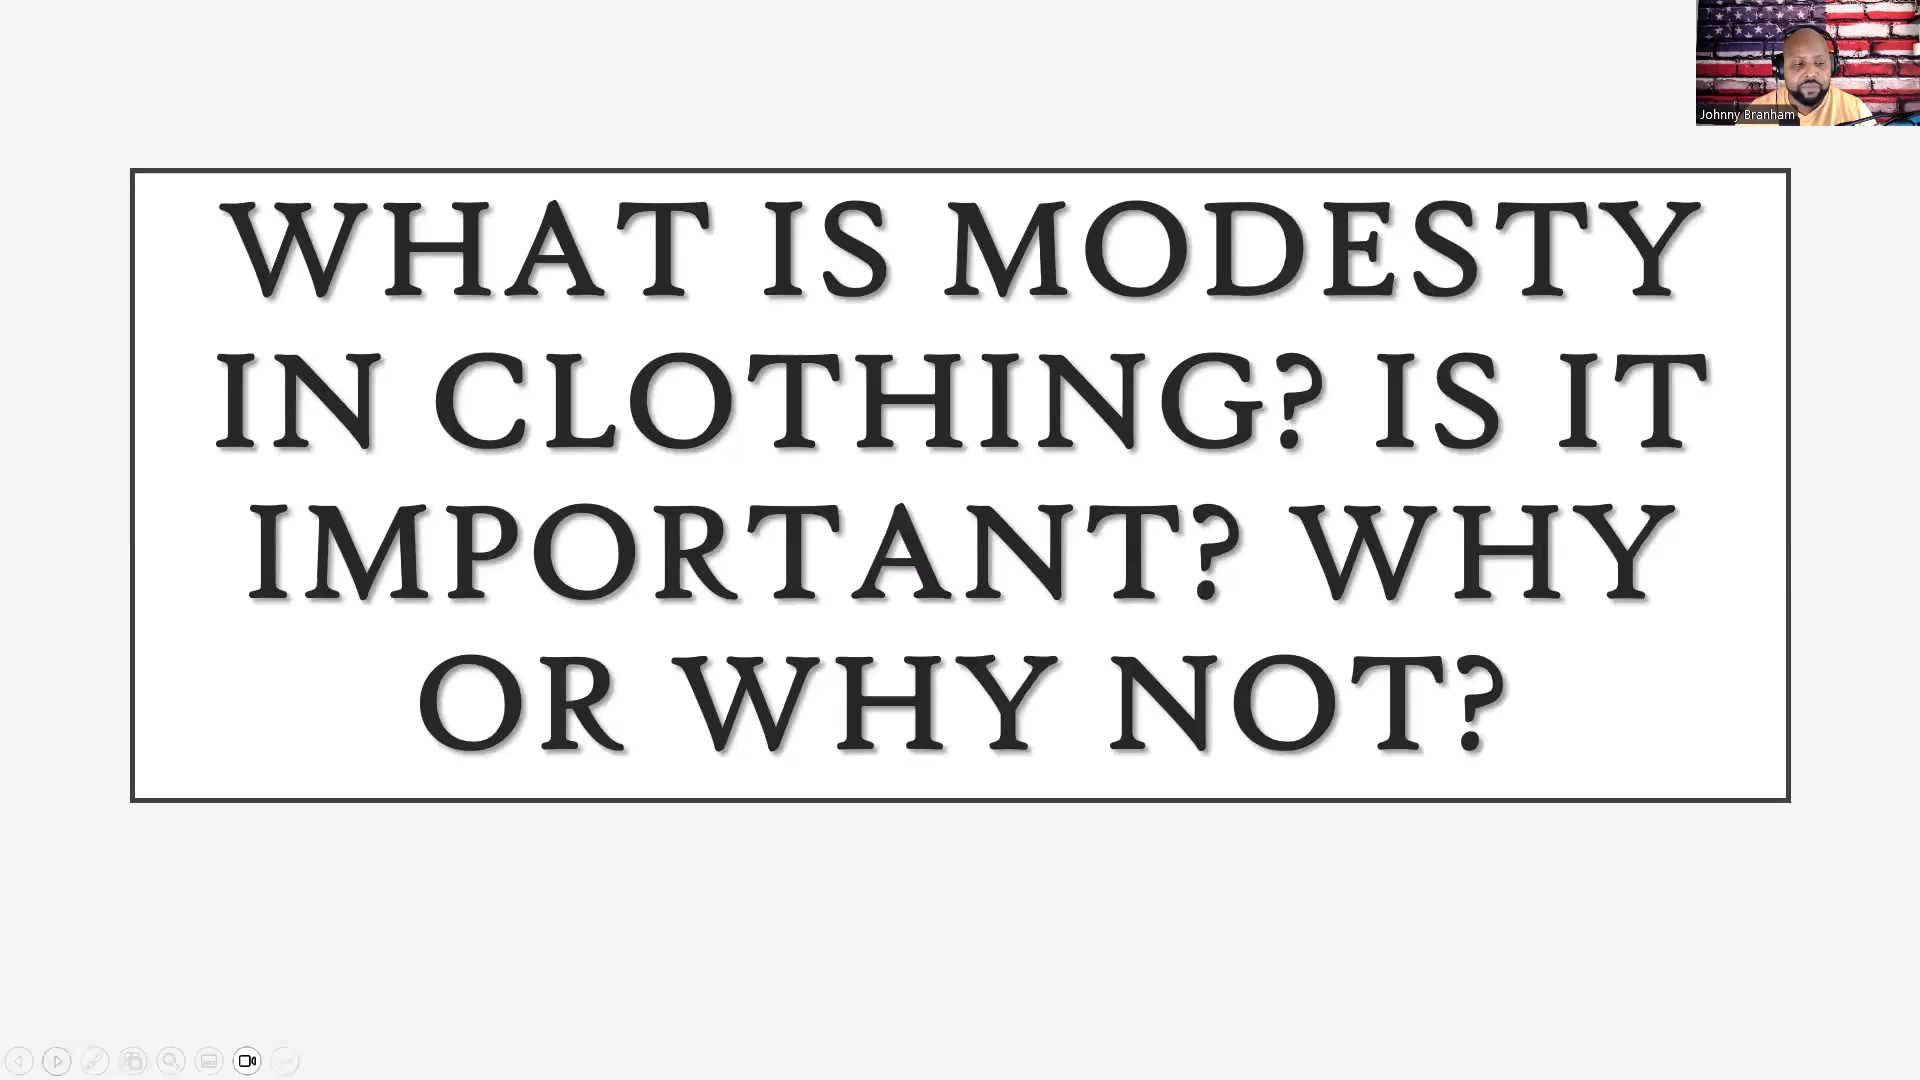 Johnny Branham
WHAT IS MODESTY
IN CLOTHING? IS IT
IMPORTANT? WHY
OR WHY NOT?